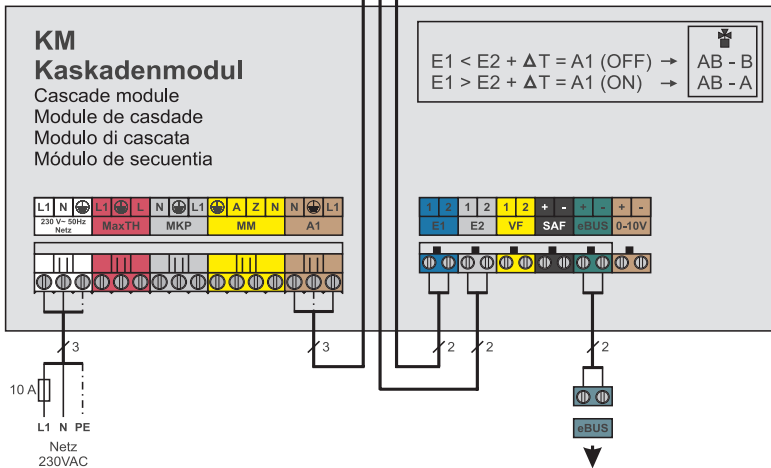 KM
Kaskadenmodul
Cascade module
Module de casdade
Modulo di cascata
Módulo de secuentia
E1 < E2 + ΔT = A1 (OFF) → AB - B
E1 > E2 + ΔT = A1 (ON) → AB - A
L1 N L1 L N L1 A Z N N L1
230 V~ 50Hz
Netz
MaxTH MKP MM A1
1 2 1 2 1 2 + - + - + -
E1 E2 VF SAF eBUS 0-10V
3 3 2 2 2
10 A
L1 N PE
Netz
230VAC
eBUS